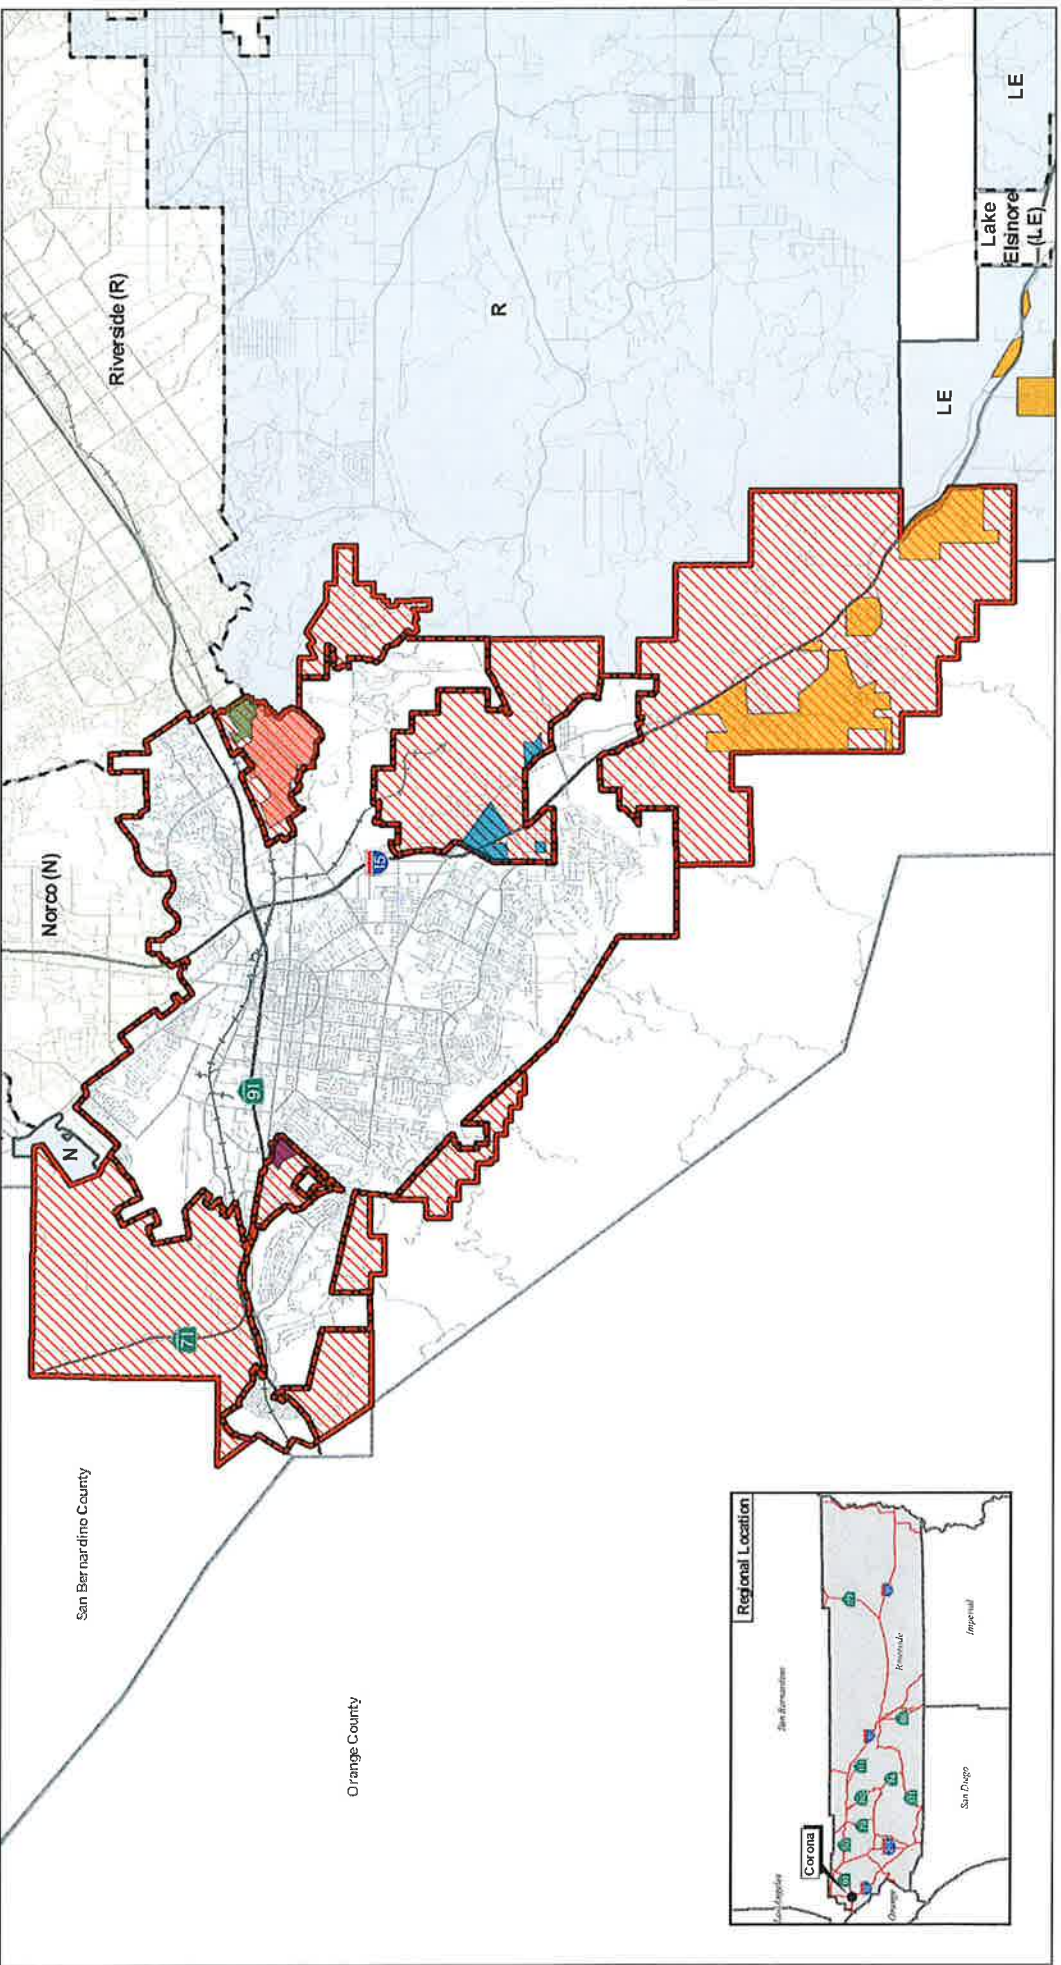 San Bernardino County
Orange County
Norco (N)
N
Riverside (R)
R
LE
LE
Lake
Elsinore
(LE)
71
91
15
Regional Location
Corona
Los Angeles
San Bernardino
Orange
Riverside
San Diego
Imperial